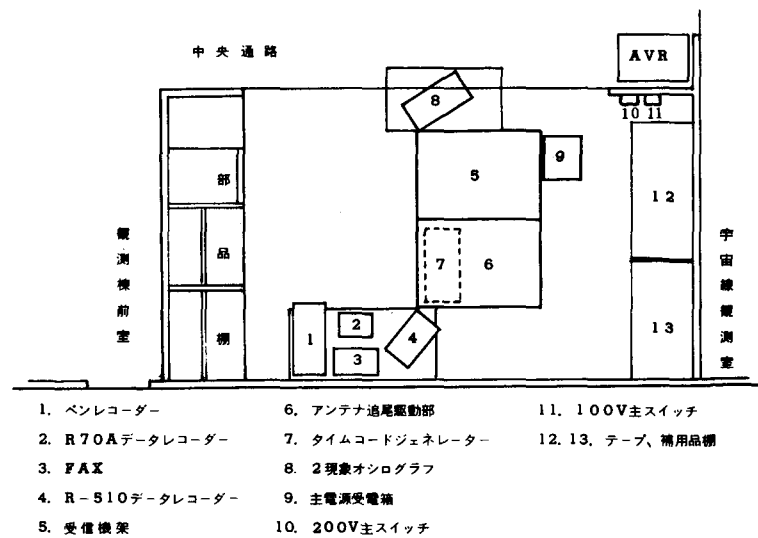 中央通路
AVR
8
10 11
9
5
部
12
観測棟前室
品
7
6
宇宙線観測室
棚
1
2
3
4
13
1. ペンレコーダー
2. R70Aデータレコーダー
3. FAX
4. R-510データレコーダー
5. 受信機架
6. アンテナ追尾駆動部
7. タイムコードジェネレーター
8. 2現象オシログラフ
9. 主電源受電箱
10. 200V主スイッチ
11. 100V主スイッチ
12. 13. テープ、補用品棚